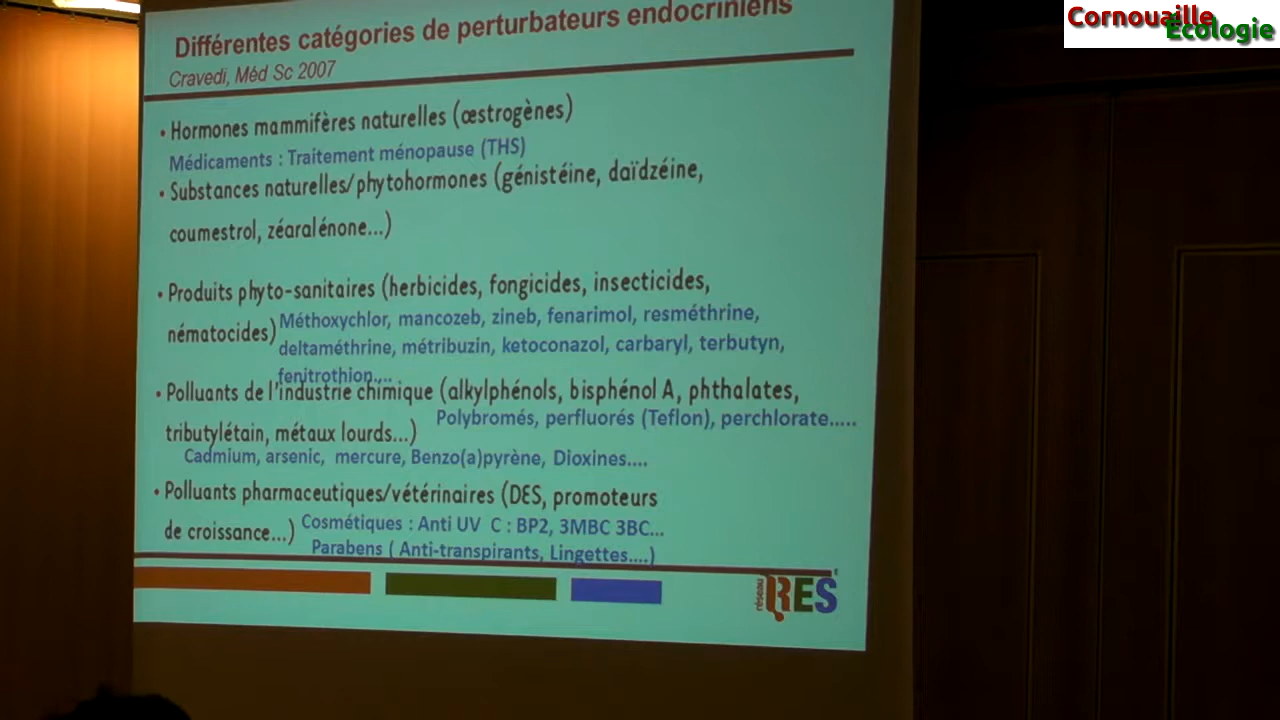 Cornouaille
Écologie
Différentes catégories de perturbateurs endocriniens
Cravedi, Méd Sc 2007
• Hormones mammifères naturelles (œstrogènes)
Médicaments : Traitement ménopause (THS)
• Substances naturelles/phytohormones (génistéine, daïdzéine,
coumestrol, zéaralénone...)
• Produits phyto-sanitaires (herbicides, fongicides, insecticides,
nématocides)
Méthoxychlor, mancozeb, zineb, fenarimol, resméthrine,
deltaméthrine, métribuzin, ketoconazol, carbaryl, terbutyn,
fenitrothion....
• Polluants de l'industrie chimique (alkylphénols, bisphénol A, phthalates,
Polybromés, perfluorés (Teflon), perchlorate.....
tributylétain, métaux lourds...)
Cadmium, arsenic, mercure, Benzo(a)pyrène, Dioxines....
• Polluants pharmaceutiques/vétérinaires (DES, promoteurs
de croissance...) Cosmétiques : Anti UV C : BP2, 3MBC 3BC...
Parabens ( Anti-transpirants, Lingettes....)
réseau RES